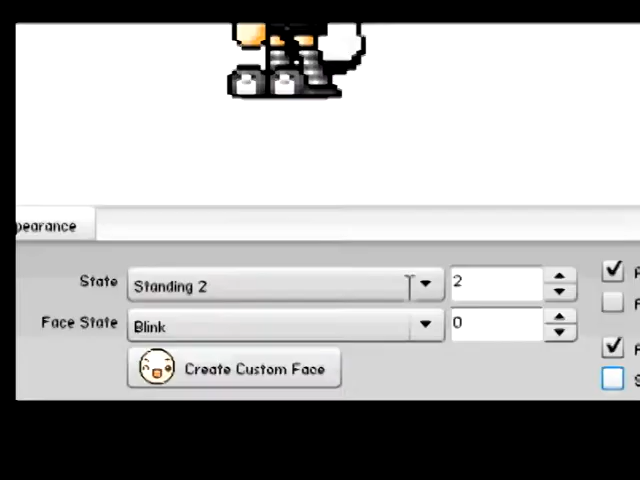 pearance
State
Standing 2
2
Face State
Blink
0
Create Custom Face